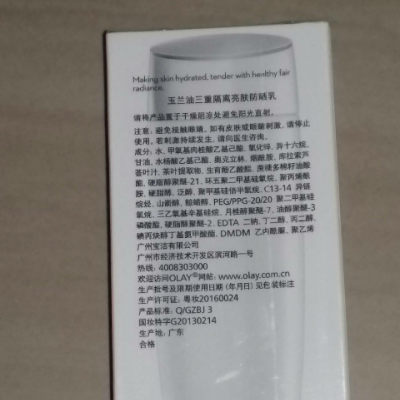 Making skin hydrated, tender with healthy fair
radiance.
玉兰油三重隔离亮肤防晒乳
请将产品置于干燥阴凉处避免阳光直射。
注意：避免接触眼睛。如有皮肤或眼部刺激，请停止
使用。若刺激持续发生，请向医生咨询。
成分：水、甲氧基肉桂酸乙基己酯、氧化锌、异十六烷、
甘油、水杨酸乙基己酯、奥克立林、烟酰胺、库拉索芦
荟叶汁、茶叶提取物、生育酚乙酸酯、
硬脂醇聚醚-21、环五聚二甲基硅氧烷、聚丙烯酰
胺、硬脂醇、泛醇、聚甲基硅倍半氧烷、C13-14 异链
烷烃、山嵛醇、鲸蜡醇、PEG/PPG-20/20 聚二甲基硅
氧烷、三乙氧基辛基硅烷、月桂醇聚醚-7、油醇聚醚-3
磷酸酯、硬脂醇聚醚-2、EDTA 二钠、丁二醇、丙二醇、
碘丙炔醇丁基氨甲酸酯、DMDM 乙内酰脲、聚乙烯
广州宝洁有限公司
广州市经济技术开发区滨河路一号
热线：4008303000
欢迎访问OLAY®网站：www.olay.com.cn
生产批号及限期使用日期 (年月日) 见包装标注
生产许可证：粤妆20160024
产品标准：Q/GZBJ 3
国妆特字G20130214
生产地：广东
合格